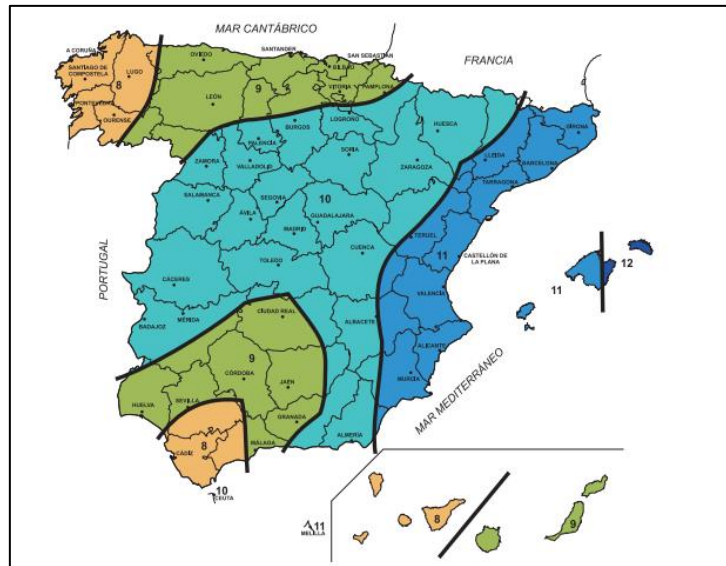 MAR CANTÁBRICO
A CORUÑA
SANTIAGO DE
COMPOSTELA
LUGO
8
PONTEVEDRA
OURENSE
OVIEDO
SANTANDER
BILBAO
SAN SEBASTIÁN
FRANCIA
9
VITORIA
PAMPLONA
LEÓN
BURGOS
LOGROÑO
HUESCA
PALENCIA
ZAMORA
VALLADOLID
SORIA
ZARAGOZA
LLEIDA
GIRONA
BARCELONA
TARRAGONA
SALAMANCA
SEGOVIA
10
ÁVILA
GUADALAJARA
MADRID
TERUEL
CUENCA
11
CASTELLÓN DE
LA PLANA
12
11
PORTUGAL
TOLEDO
CÁCERES
VALENCIA
BADAJOZ
MÉRIDA
CIUDAD REAL
ALBACETE
ALICANTE
9
CÓRDOBA
JAÉN
MURCIA
MAR MEDITERRÁNEO
HUELVA
SEVILLA
GRANADA
8
CÁDIZ
MÁLAGA
ALMERÍA
10
CEUTA
11
MELILLA
8
9